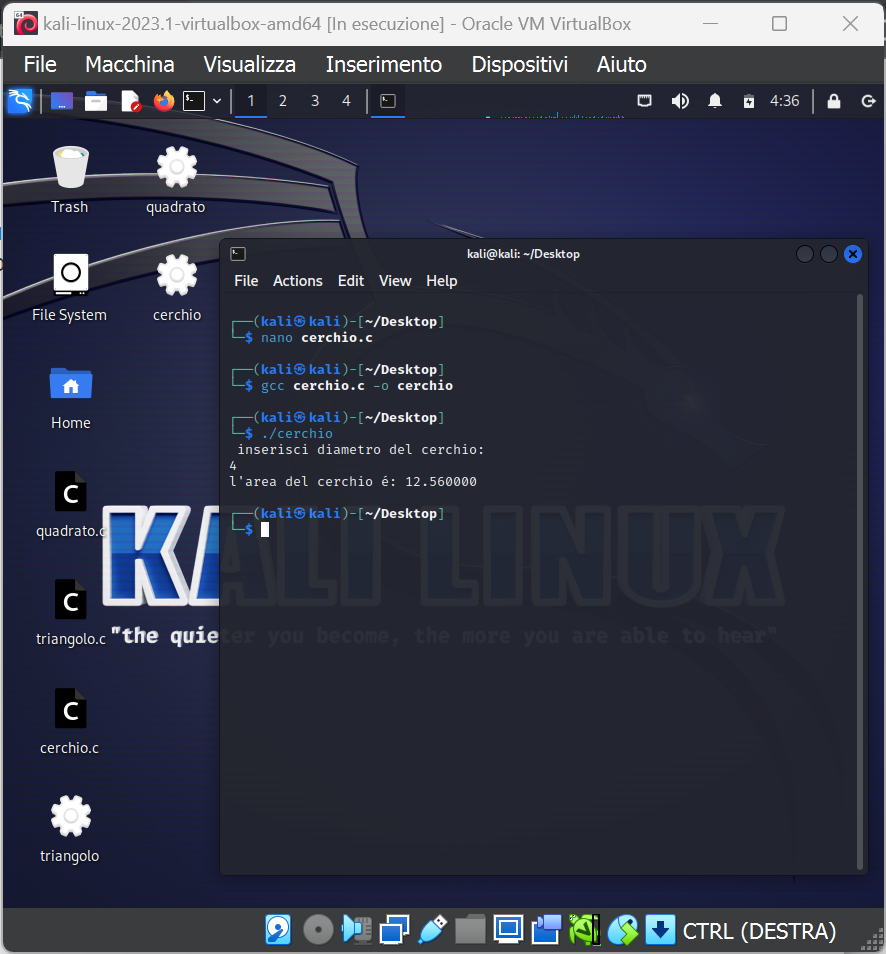 kali-linux-2023.1-virtualbox-amd64 [In esecuzione] - Oracle VM VirtualBox
File Macchina Visualizza Inserimento Dispositivi Aiuto
1 2 3 4 4:36
Trash
quadrato
File System
cerchio
Home
quadrato.c
triangolo.c
cerchio.c
triangolo
kali@kali: ~/Desktop
File Actions Edit View Help
┌──(kali㉿kali)-[~/Desktop]
└─$ nano cerchio.c
┌──(kali㉿kali)-[~/Desktop]
└─$ gcc cerchio.c -o cerchio
┌──(kali㉿kali)-[~/Desktop]
└─$ ./cerchio
inserisci diametro del cerchio:
4
l'area del cerchio é: 12.560000
┌──(kali㉿kali)-[~/Desktop]
└─$
KALI LINUX
"the quieter you become, the more you are able to hear"
CTRL (DESTRA)